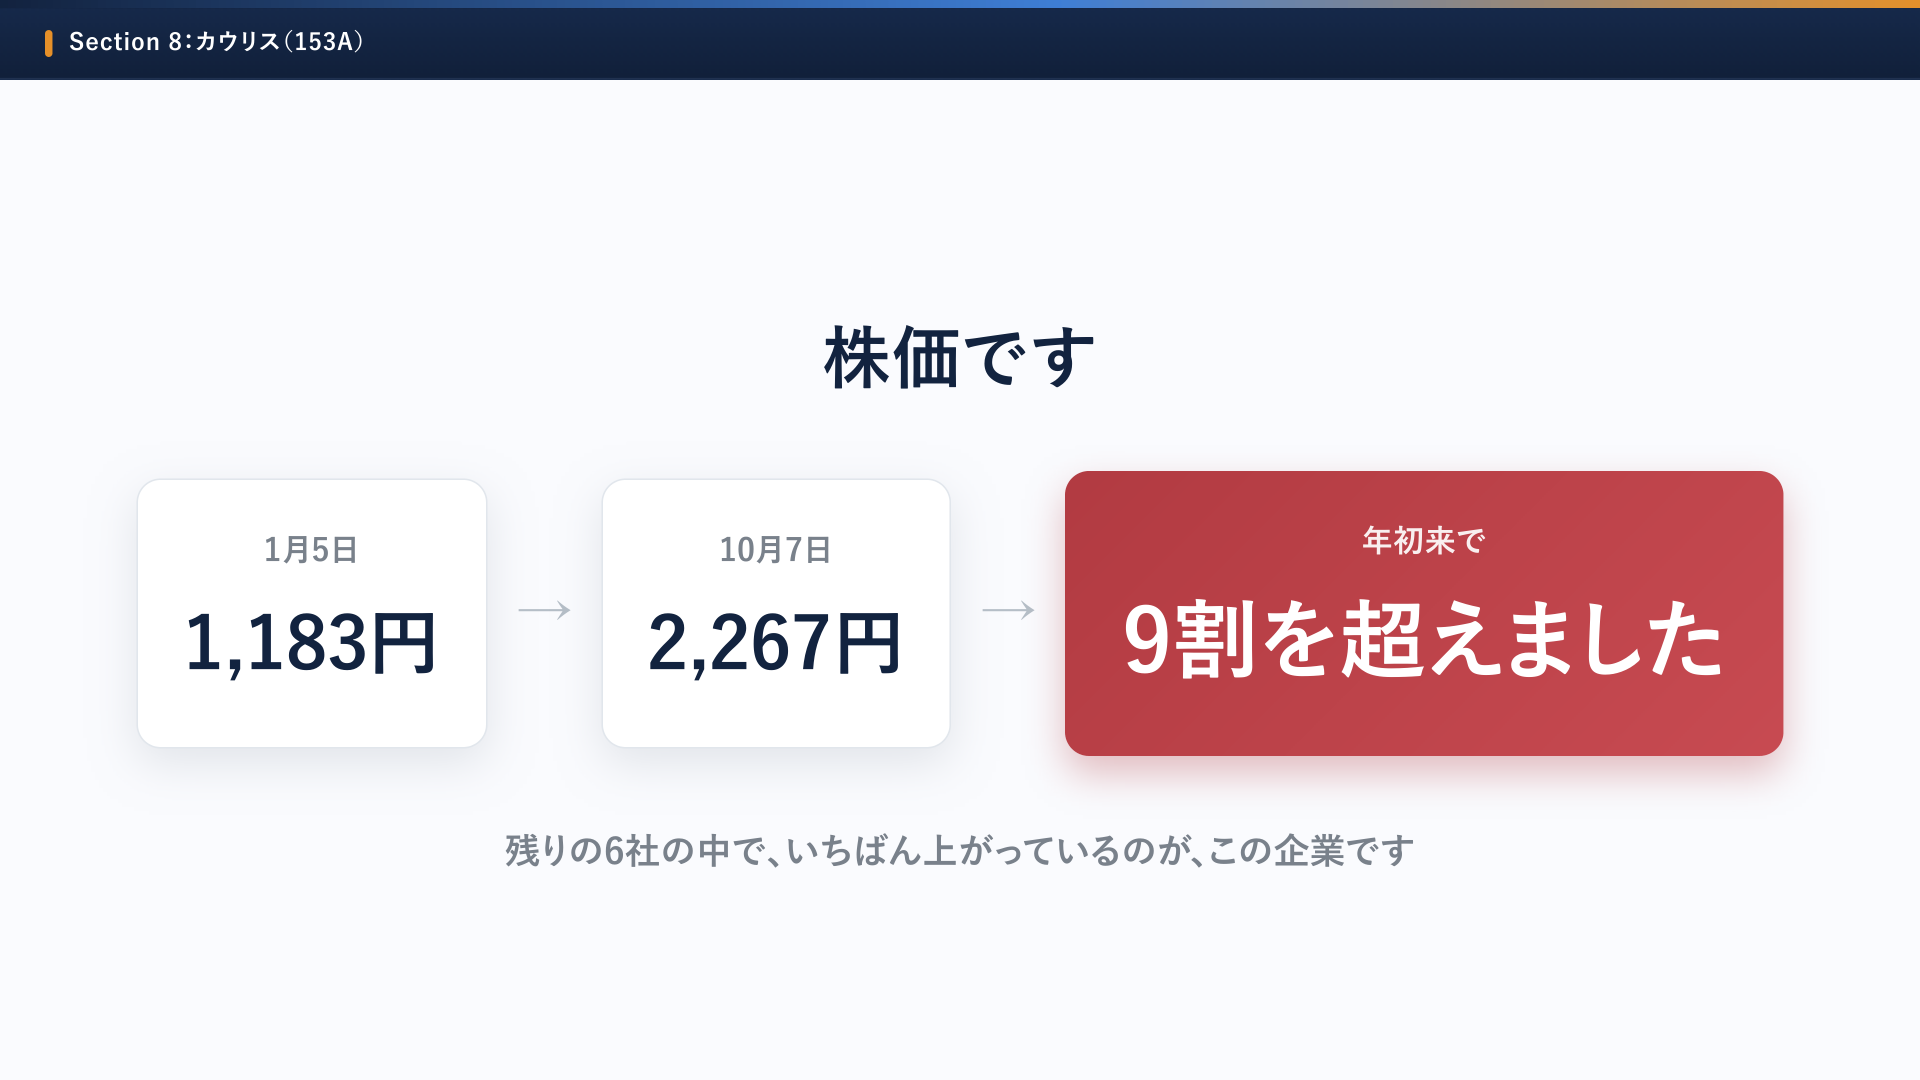 Section 8：カウリス（153A）
株価です
1月5日
1,183円
→
10月7日
2,267円
→
年初来で
9割を超えました
残りの6社の中で、いちばん上がっているのが、この企業です